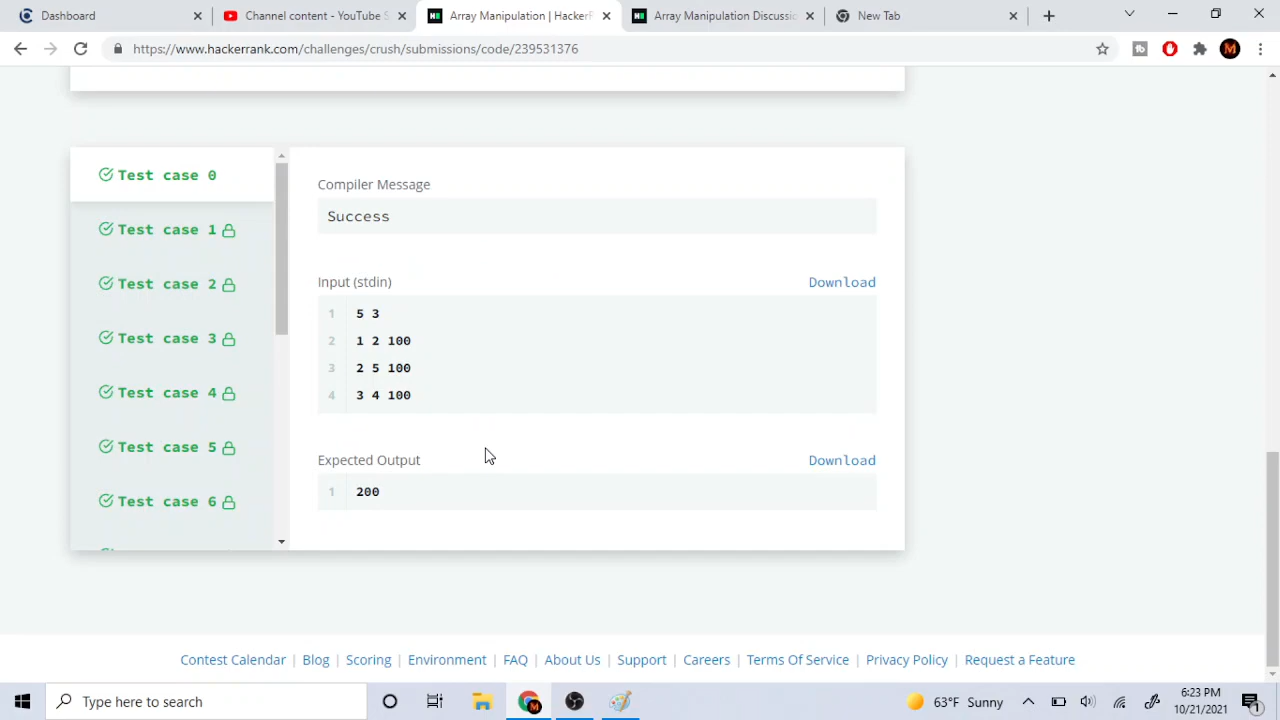 Dashboard
Channel content - YouTube S
Array Manipulation | HackerR
Array Manipulation Discussio
New Tab
https://www.hackerrank.com/challenges/crush/submissions/code/239531376
M
Test case 0
Compiler Message
Test case 1
Success
Test case 2
Input (stdin)
Download
1 5 3
Test case 3
2 1 2 100
3 2 5 100
Test case 4
4 3 4 100
Test case 5
Expected Output
Download
Test case 6
1 200
Contest Calendar | Blog | Scoring | Environment | FAQ | About Us | Support | Careers | Terms Of Service | Privacy Policy | Request a Feature
Type here to search
M
63°F Sunny
6:23 PM
10/21/2021
1